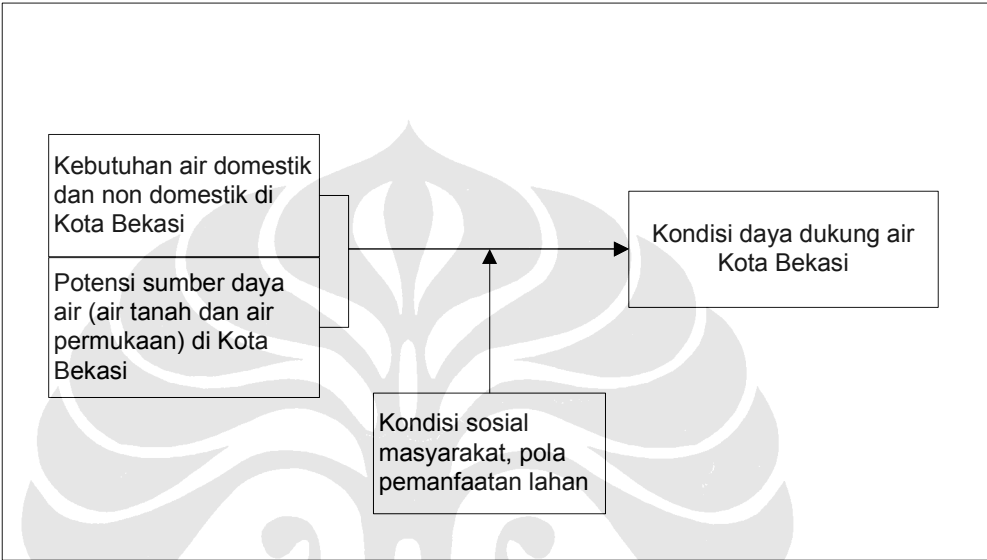 Kebutuhan air domestik
dan non domestik di
Kota Bekasi
Potensi sumber daya
air (air tanah dan air
permukaan) di Kota
Bekasi
Kondisi daya dukung air
Kota Bekasi
Kondisi sosial
masyarakat, pola
pemanfaatan lahan